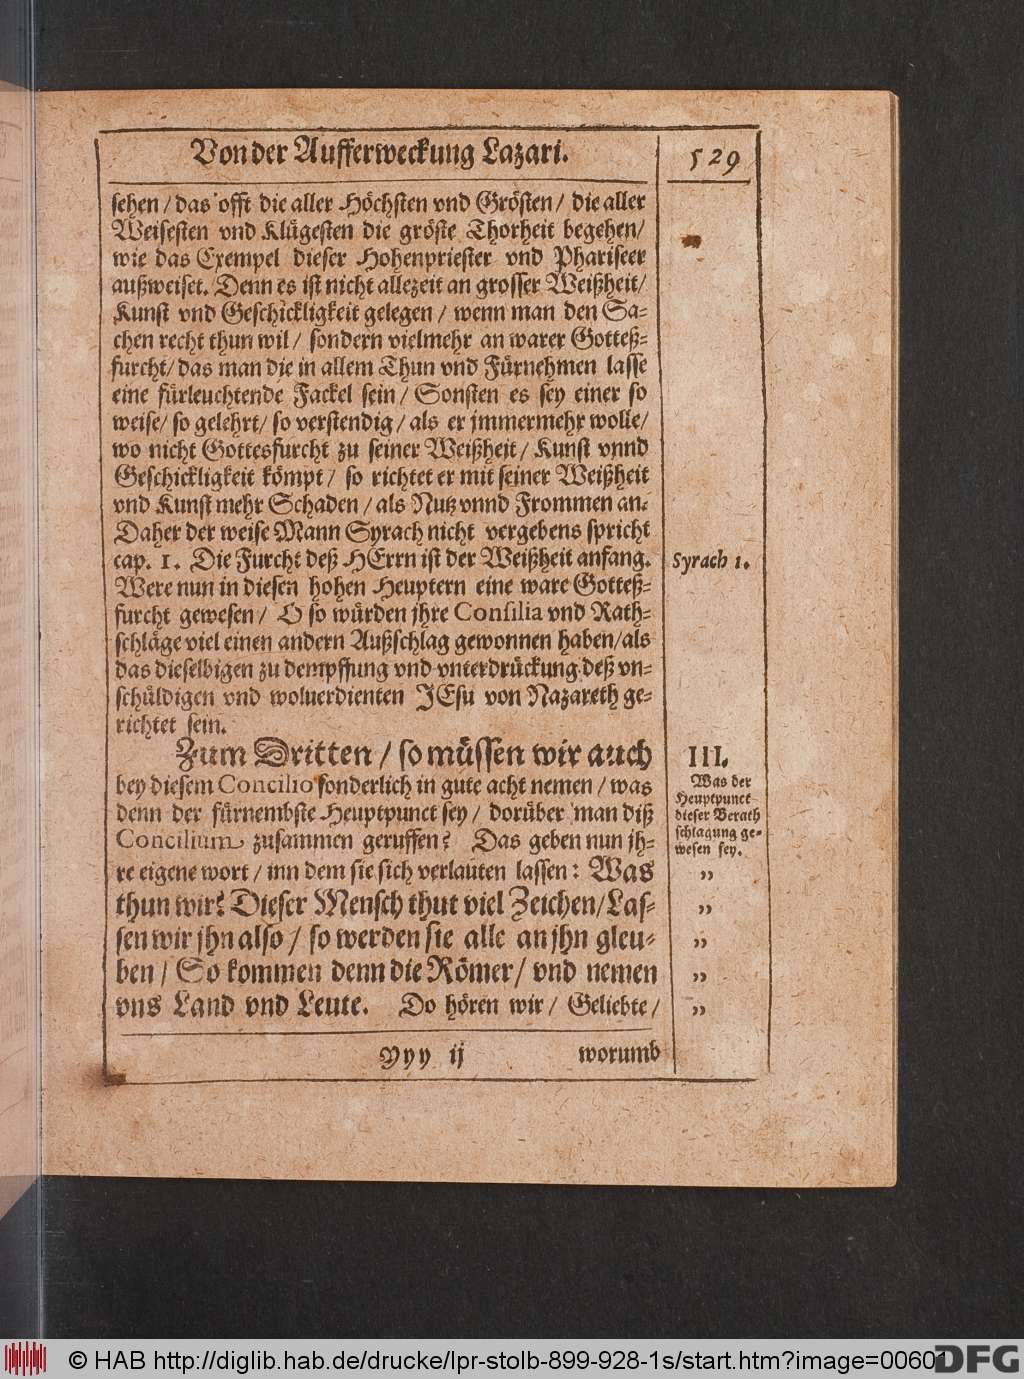 Von der Aufferweckung Lazari.
529
sehen / das offt die aller Höchsten vnd Grösten / die aller
Weisesten vnd Klügesten die gröste Thorheit begehen /
wie das Exempel dieser Hohenpriester vnd Phariseer
außweiset. Denn es ist nicht allezeit an grosser Weißheit /
Kunst vnd Geschickligkeit gelegen / wenn man den Sa-
chen recht thun wil / sondern vielmehr an warer Gotteß-
furcht / das man die in allem Thun vnd Fürnehmen lasse
eine fürleuchtende Fackel sein / Sonsten es sey einer so
weise / so gelehrt / so verstendig / als er jmmermehr wolle /
wo nicht Gottesfurcht zu seiner Weißheit / Kunst vnnd
Geschickligkeit kömpt / so richtet er mit seiner Weißheit
vnd Kunst mehr Schaden / als Nutz vnnd Frommen an.
Daher der weise Mann Syrach nicht vergebens spricht
cap. 1. Die Furcht deß HErrn ist der Weißheit anfang.
Syrach 1.
Were nun in diesen hohen Heuptern eine ware Gotteß-
furcht gewesen / O so würden jhre Consilia vnd Rath-
schläge viel einen andern Außschlag gewonnen haben / als
das dieselbigen zu dempffung vnd vnterdrückung deß vn-
schüldigen vnd woluerdienten JEsu von Nazareth ge-
richtet sein.
Zum Dritten / so müssen wir auch
bey diesem Concilio sonderlich in gute acht nemen / was
denn der fürnembste Heuptpunct sey / dorüber man diß
Concilium zusammen geruffen? Das geben nun jh-
re eigene wort / inn dem sie sich verlauten lassen: Was
thun wir? Dieser Mensch thut viel Zeichen / Las-
sen wir jhn also / so werden sie alle an jhn gleu-
ben / So kommen denn die Römer / vnd nemen
vns Land vnd Leute. Do hören wir / Geliebte /
III.
Was der
Heuptpunct
dieser Berath
schlagung ge-
wesen sey.
„
„
„
„
„
Yyy ij
worumb
© HAB http://diglib.hab.de/drucke/lpr-stolb-899-928-1s/start.htm?image=00601
DFG